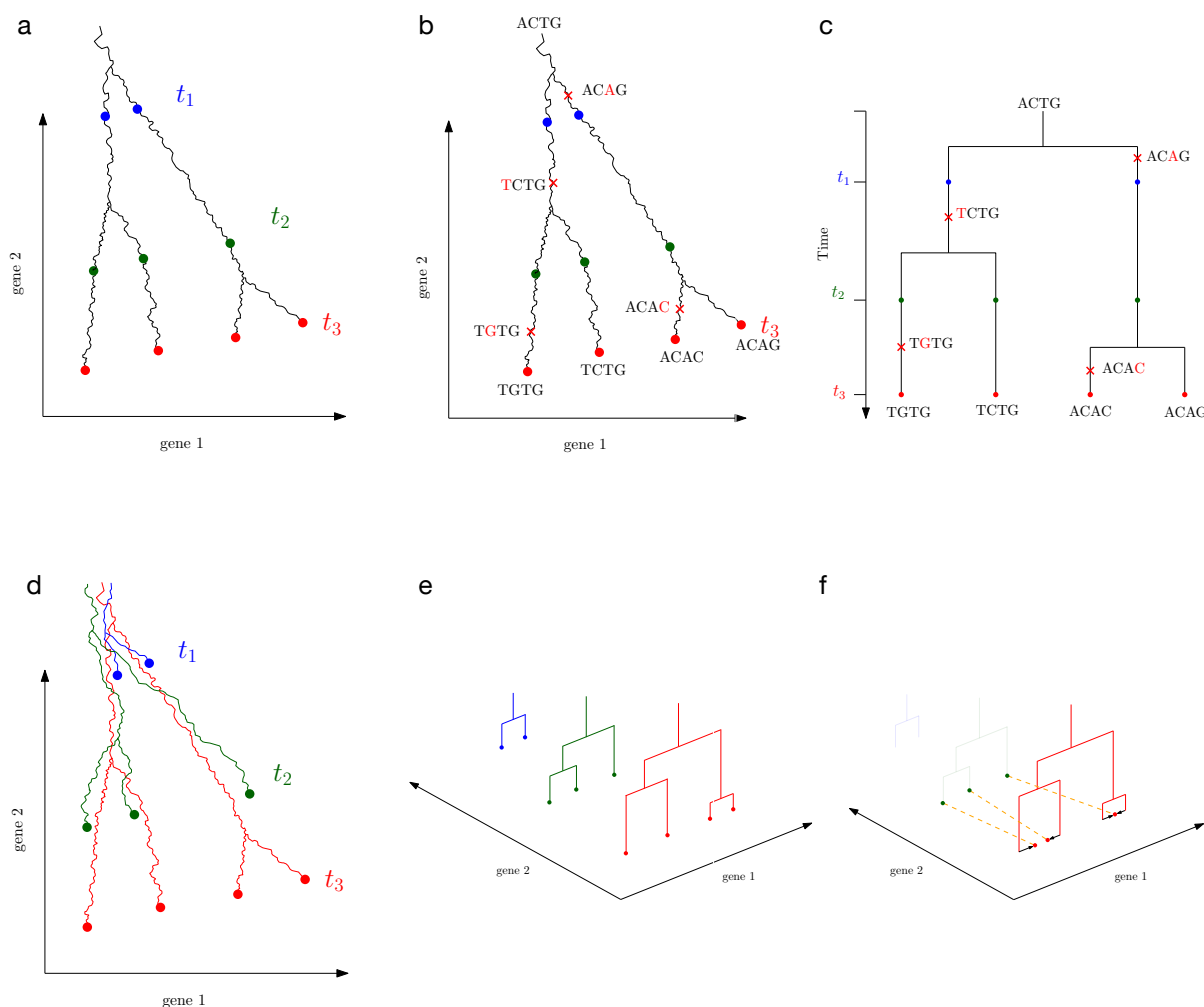 a
t1
t2
t3
gene 2
gene 1
b
ACTG
ACAG
TCTG
ACAC
TGTG
t3
ACAG
ACAC
TCTG
TGTG
gene 2
gene 1
c
ACTG
ACAG
t1
TCTG
Time
t2
TGTG
ACAC
t3
TGTG TCTG ACAC ACAG
d
t1
t2
t3
gene 2
gene 1
e
gene 2
gene 1
f
gene 2
gene 1